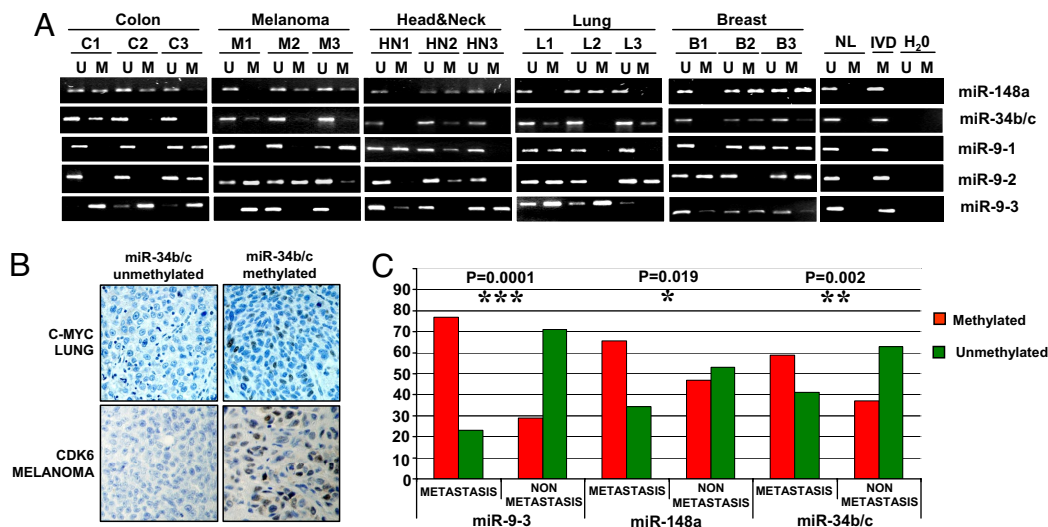 A
Colon Melanoma Head&Neck Lung Breast
C1 C2 C3 M1 M2 M3 HN1 HN2 HN3 L1 L2 L3 B1 B2 B3 NL IVD H₂0
U M U M U M U M U M U M U M U M U M U M U M U M U M U M U M U M M U M
miR-148a
miR-34b/c
miR-9-1
miR-9-2
miR-9-3
B
miR-34b/c unmethylated
miR-34b/c methylated
C-MYC
LUNG
CDK6
MELANOMA
C
P=0.0001 P=0.019 P=0.002
*** * **
90
80
70
60
50
40
30
20
10
0
Methylated
Unmethylated
METASTASIS NON METASTASIS METASTASIS NON METASTASIS METASTASIS NON METASTASIS
miR-9-3 miR-148a miR-34b/c